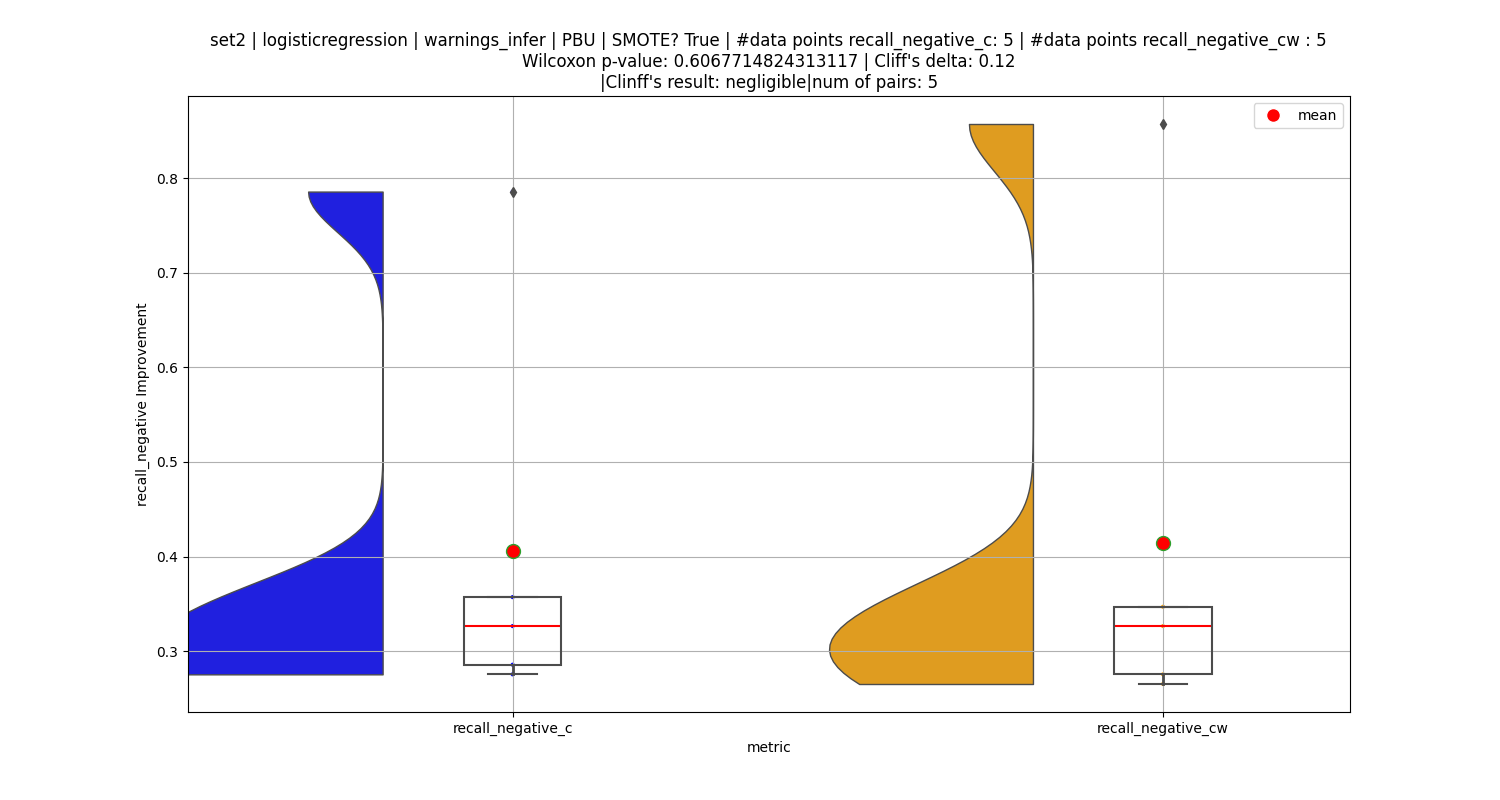 set2 | logisticregression | warnings_infer | PBU | SMOTE? True | #data points recall_negative_c: 5 | #data points recall_negative_cw : 5
Wilcoxon p-value: 0.6067714824313117 | Cliff's delta: 0.12
|Clinff's result: negligible|num of pairs: 5
mean
0.8
0.7
0.6
0.5
0.4
0.3
recall_negative Improvement
recall_negative_c
recall_negative_cw
metric